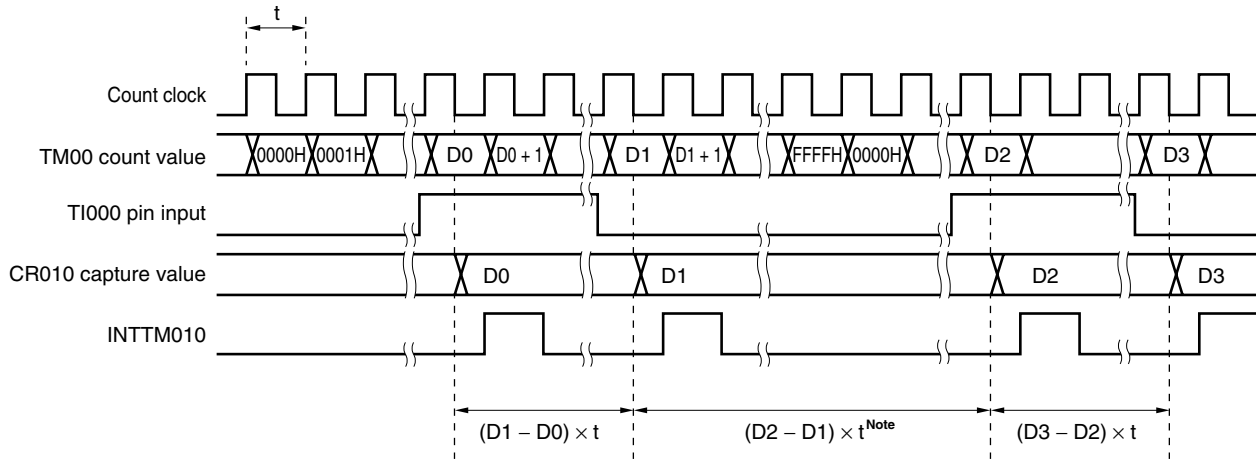 t
Count clock
TM00 count value 0000H 0001H D0 D0 + 1 D1 D1 + 1 FFFFH 0000H D2 D3
TI000 pin input
CR010 capture value D0 D1 D2 D3
INTTM010
(D1 – D0) × t (D2 – D1) × t Note (D3 – D2) × t